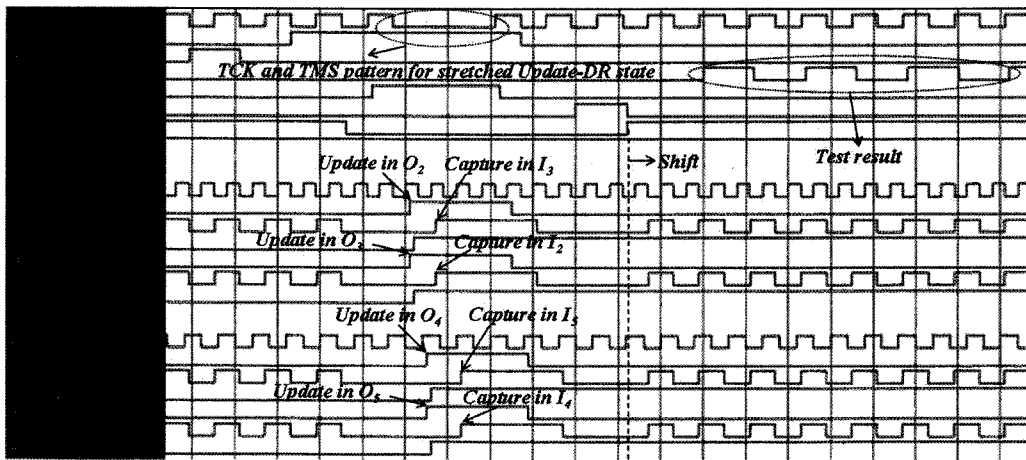 TCK and TMS pattern for stretched Update-DR state
Test result
Shift
Update in O2
Capture in I3
Update in O3
Capture in I2
Update in O4
Capture in I5
Update in O5
Capture in I4